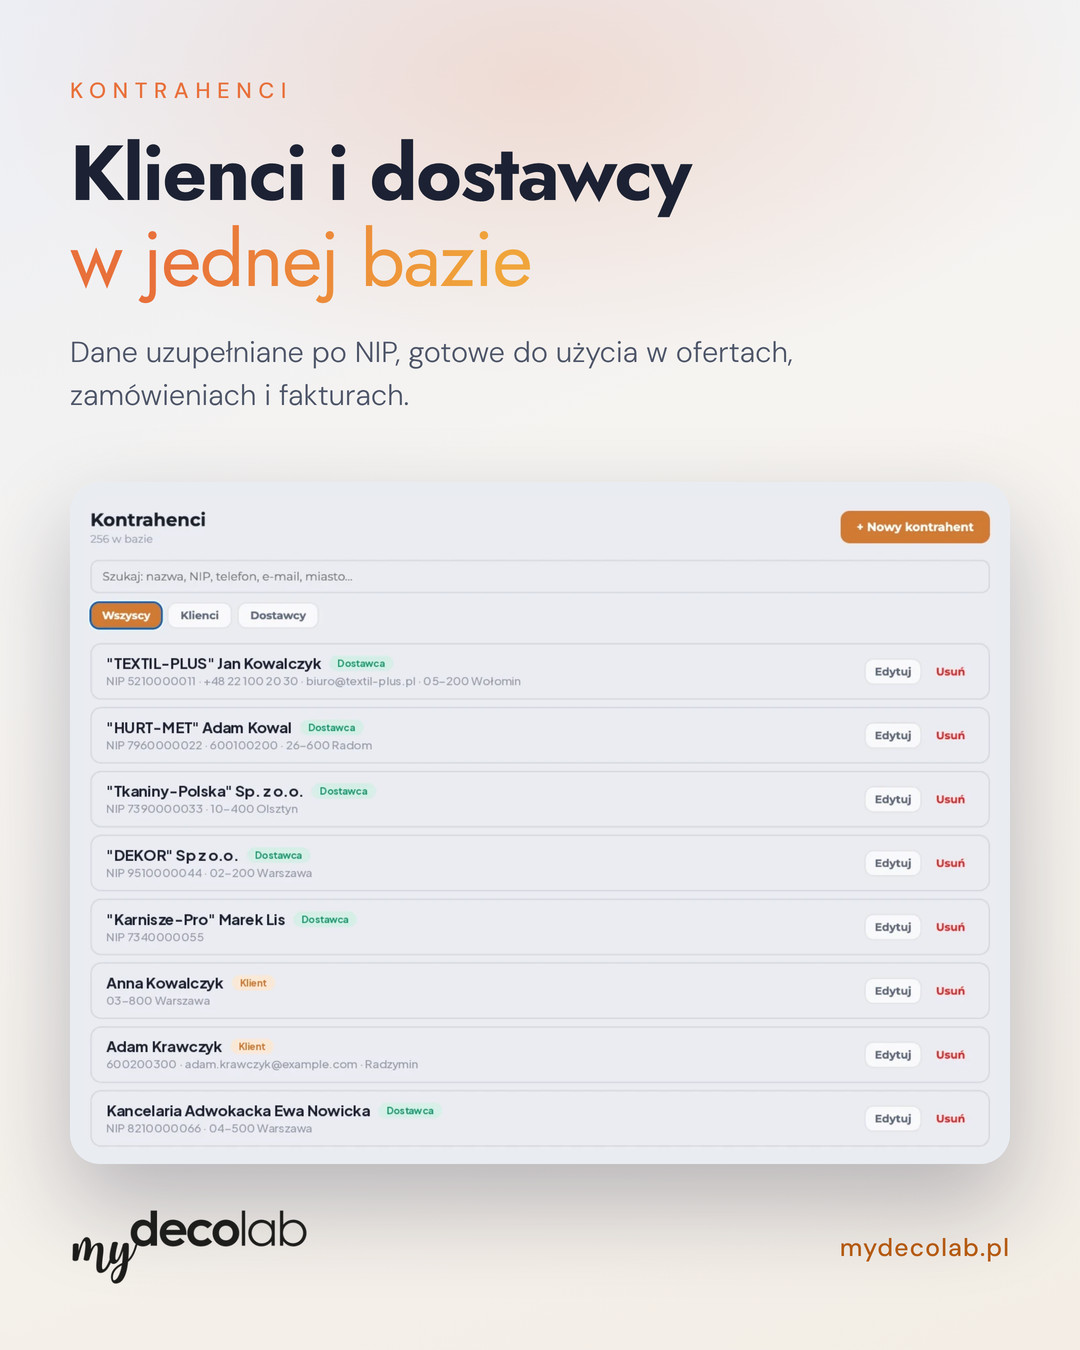 KONTRAHENCI
Klienci i dostawcy
w jednej bazie
Dane uzupełniane po NIP, gotowe do użycia w ofertach,
zamówieniach i fakturach.
Kontrahenci
256 w bazie
+ Nowy kontrahent
Szukaj: nazwa, NIP, telefon, e-mail, miasto...
Wszyscy Klienci Dostawcy
"TEXTIL-PLUS" Jan Kowalczyk Dostawca
NIP 5210000011 · +48 22 100 20 30 · biuro@textil-plus.pl · 05-200 Wołomin
Edytuj Usuń
"HURT-MET" Adam Kowal Dostawca
NIP 7960000022 · 600100200 · 26-600 Radom
Edytuj Usuń
"Tkaniny-Polska" Sp. z o.o. Dostawca
NIP 7390000033 · 10-400 Olsztyn
Edytuj Usuń
"DEKOR" Sp z o.o. Dostawca
NIP 9510000044 · 02-200 Warszawa
Edytuj Usuń
"Karnisze-Pro" Marek Lis Dostawca
NIP 7340000055
Edytuj Usuń
Anna Kowalczyk Klient
03-800 Warszawa
Edytuj Usuń
Adam Krawczyk Klient
600200300 · adam.krawczyk@example.com · Radzymin
Edytuj Usuń
Kancelaria Adwokacka Ewa Nowicka Dostawca
NIP 8210000066 · 04-500 Warszawa
Edytuj Usuń
mydecolab
mydecolab.pl